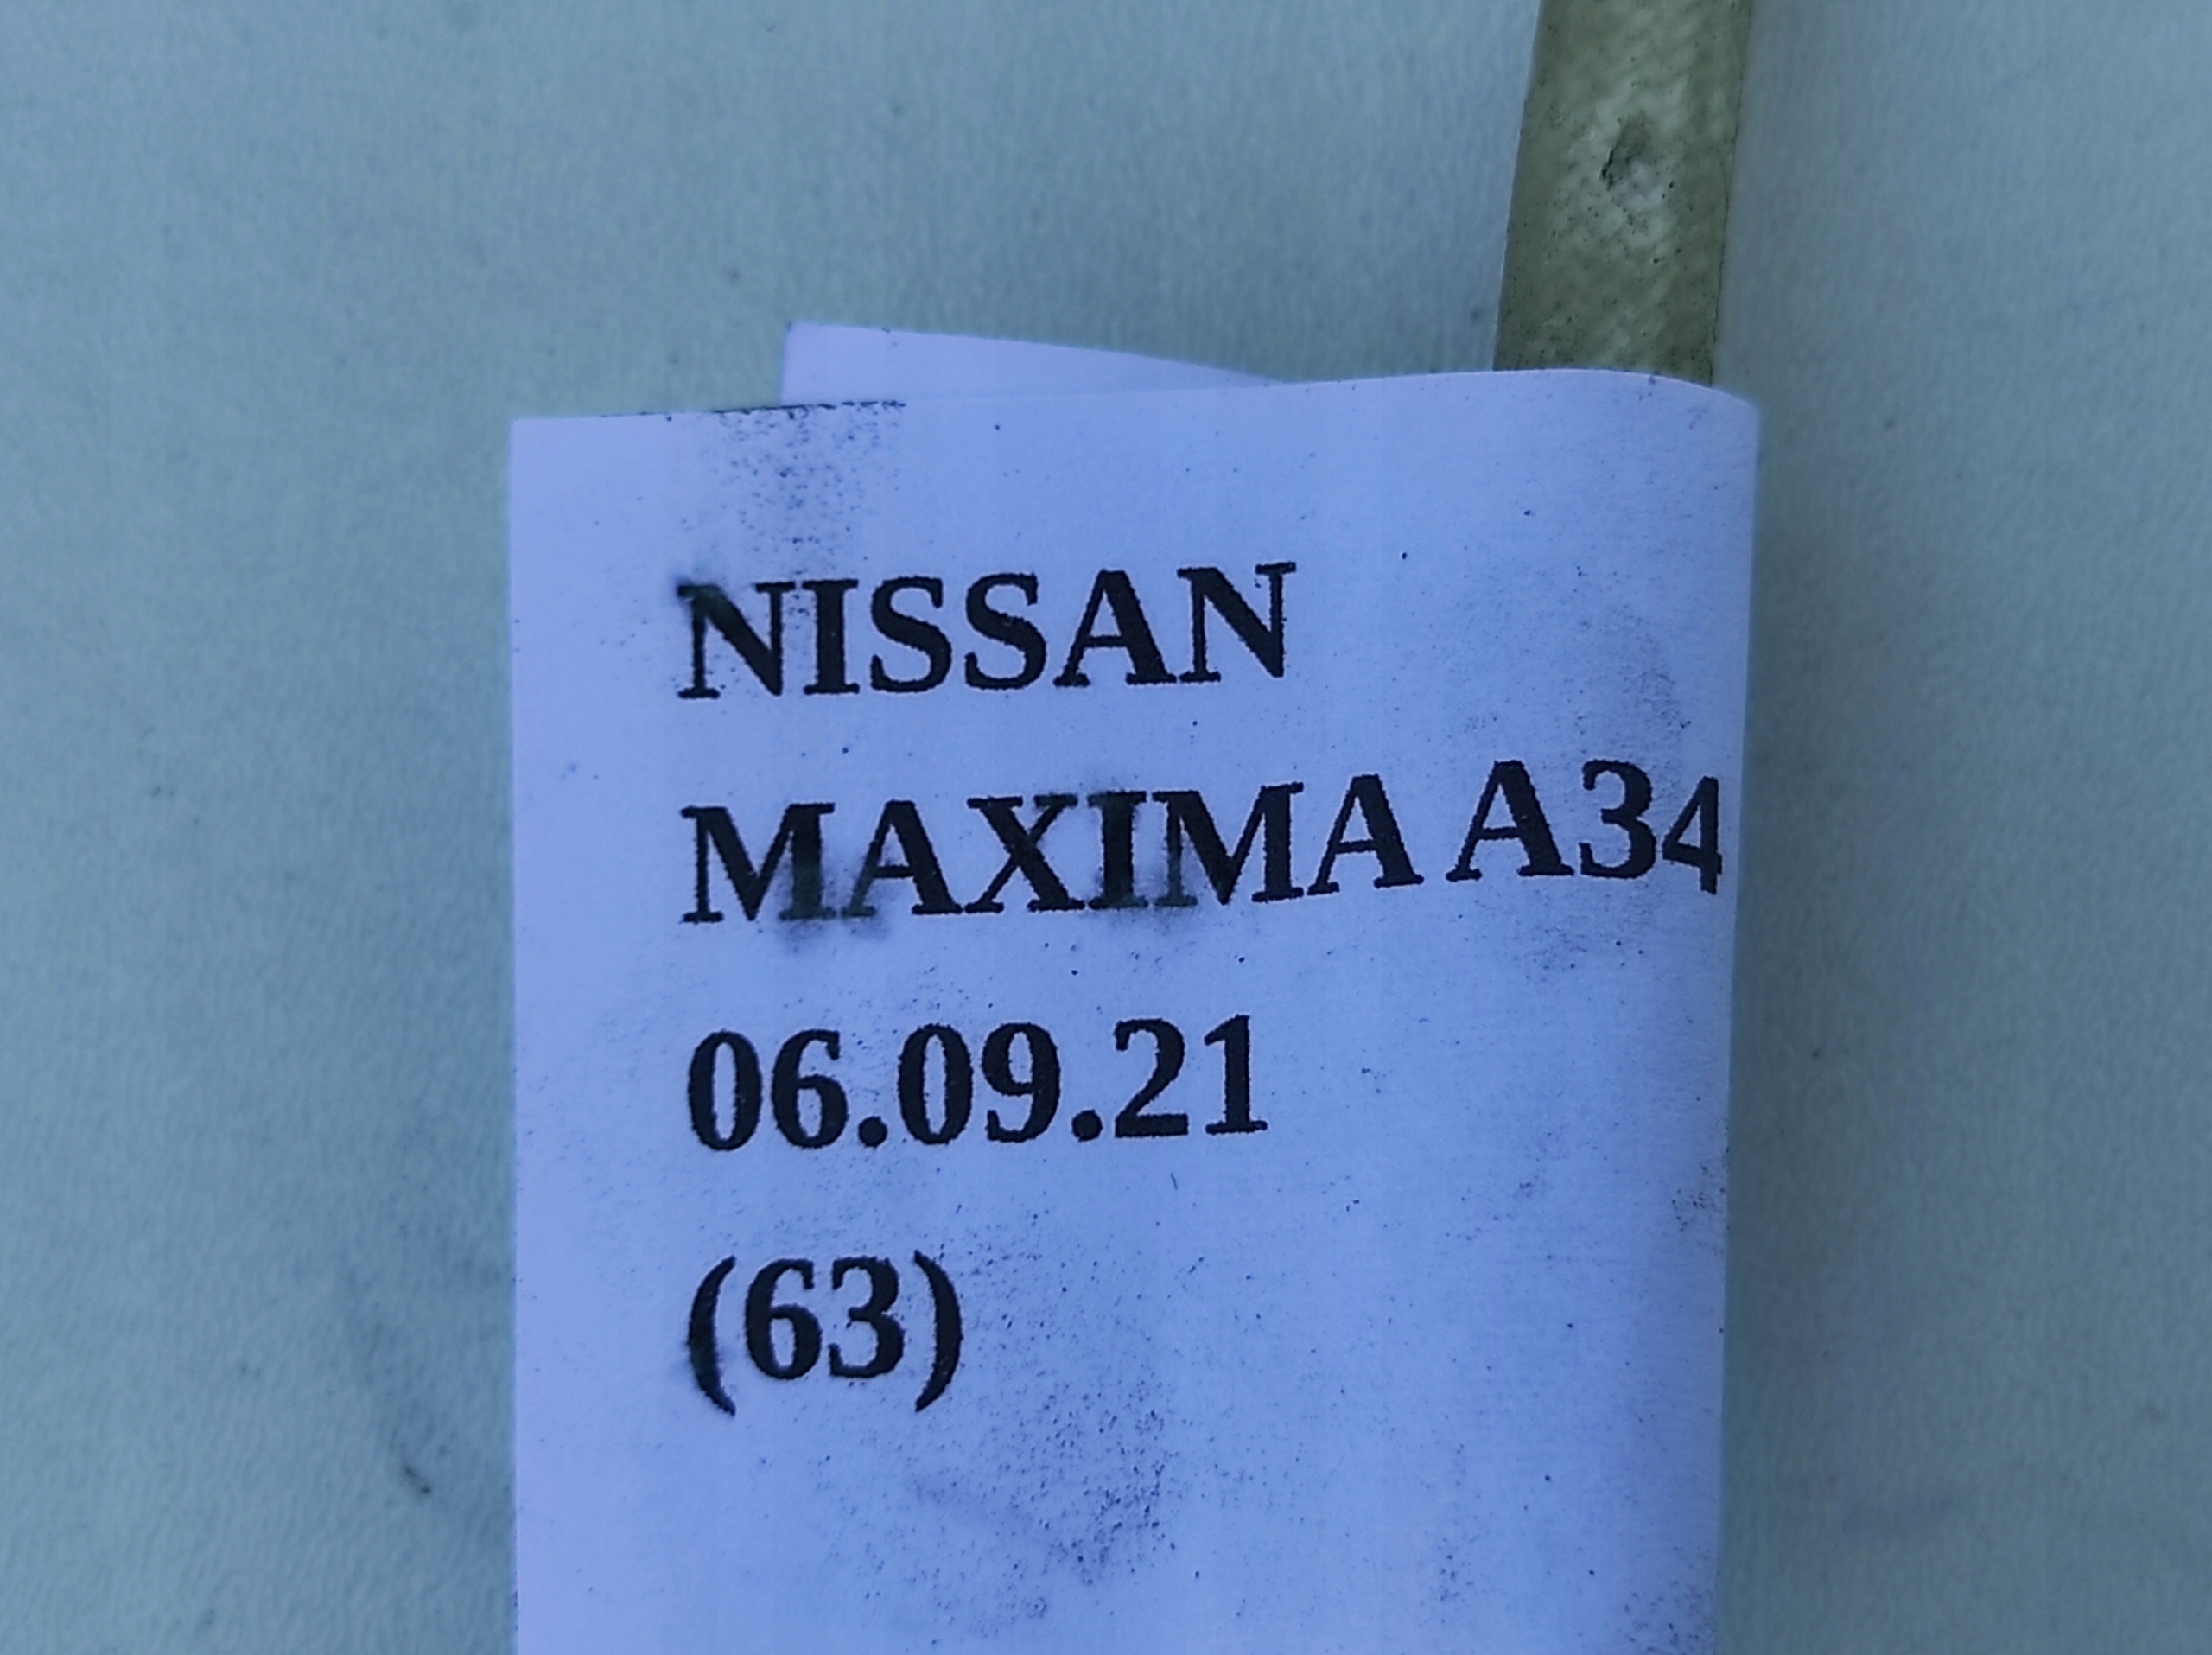 NISSAN
MAXIMA A34
06.09.21
(63)